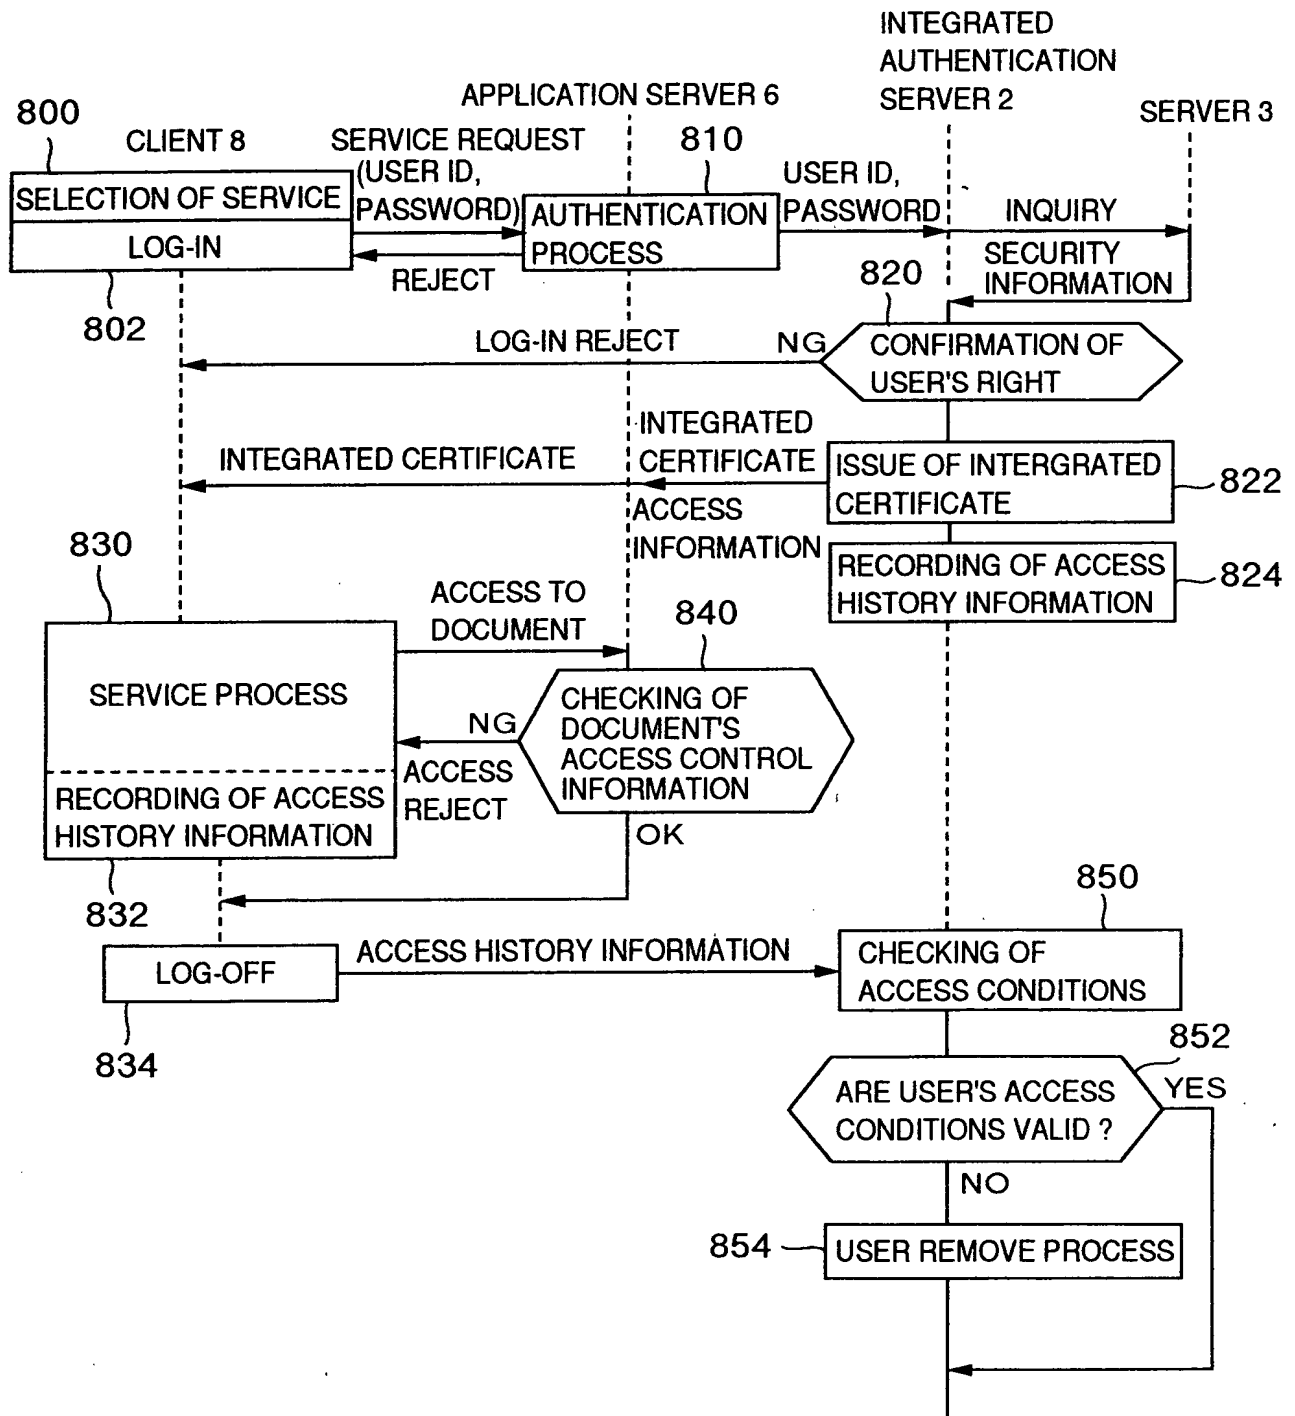 INTEGRATED
AUTHENTICATION
SERVER 2
APPLICATION SERVER 6
SERVER 3
800
CLIENT 8
SERVICE REQUEST
(USER ID,
PASSWORD)
810
USER ID,
PASSWORD
SELECTION OF SERVICE
LOG-IN
AUTHENTICATION
PROCESS
INQUIRY
REJECT
SECURITY
INFORMATION
802
820
LOG-IN REJECT
NG
CONFIRMATION OF
USER'S RIGHT
INTEGRATED CERTIFICATE
INTEGRATED
CERTIFICATE
ISSUE OF INTERGRATED
CERTIFICATE
822
ACCESS
INFORMATION
830
RECORDING OF ACCESS
HISTORY INFORMATION
824
ACCESS TO
DOCUMENT
840
SERVICE PROCESS
NG
CHECKING OF
DOCUMENT'S
ACCESS CONTROL
INFORMATION
ACCESS
REJECT
RECORDING OF ACCESS
HISTORY INFORMATION
OK
832
850
LOG-OFF
ACCESS HISTORY INFORMATION
CHECKING OF
ACCESS CONDITIONS
834
852
ARE USER'S ACCESS
CONDITIONS VALID ?
YES
NO
854
USER REMOVE PROCESS